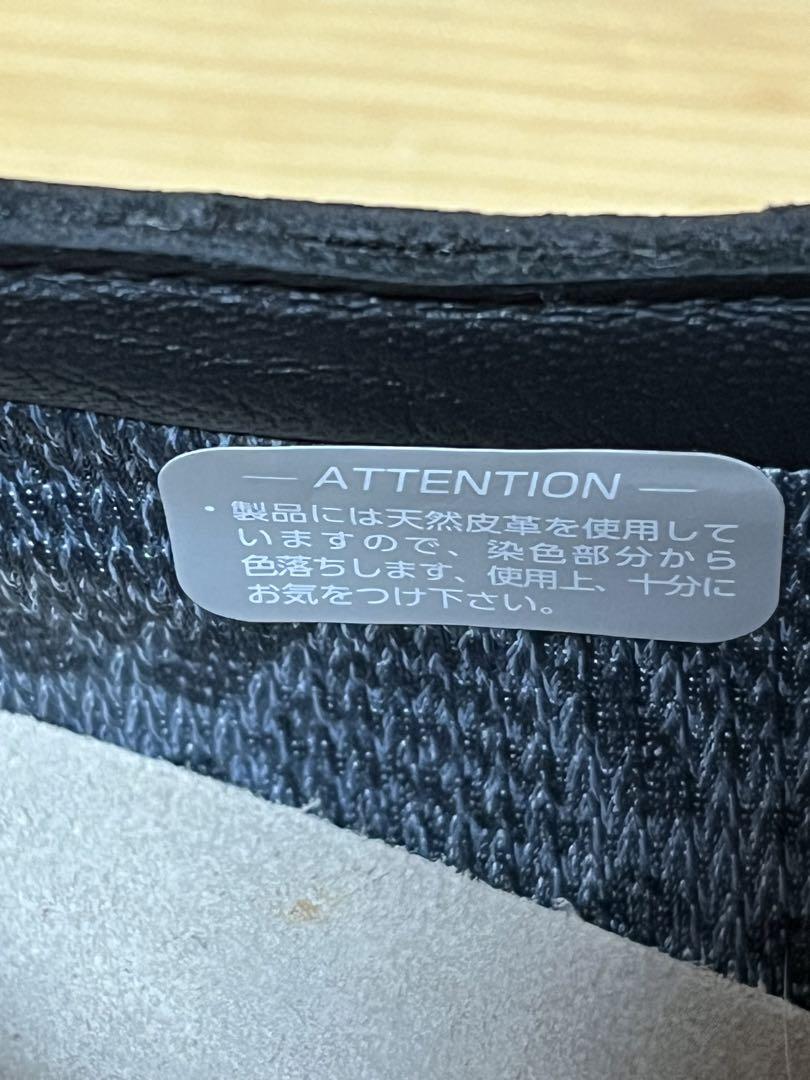 — ATTENTION —
・製品には天然皮革を使用して
いますので、染色部分から
色落ちします、使用上、十分に
お気をつけ下さい。